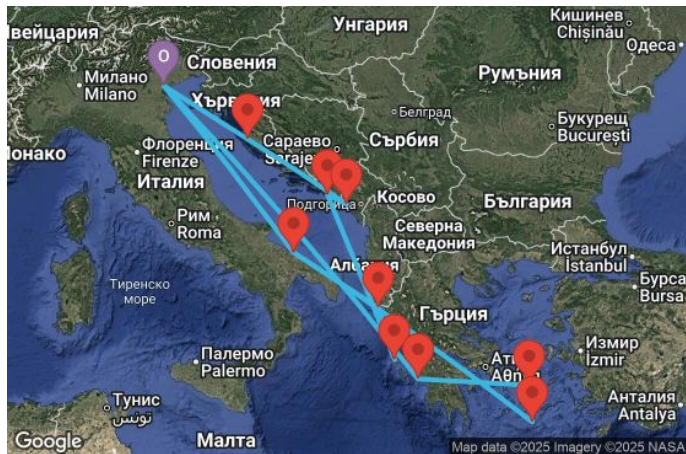 Унгария
Кишинев
Chișinău
Швейцария
Словения
Одеса
O
Милано
Milano
Румъния
Хърватия
Белград
Букурещ
București
Монако
Флоренция
Firenze
Сараево
Sarajevo
Сърбия
Италия
Косово
България
Подгорица
Рим
Roma
Северна
Македония
Истанбул
İstanbul
Албания
Бурса
Bursa
Тиренско
море
Гърция
Измир
İzmir
Палермо
Palermo
Атина
Αθήνα
Анталия
Antalya
Тунис
تونس
Малта
Google
Map data ©2025 Imagery ©2025 NASA